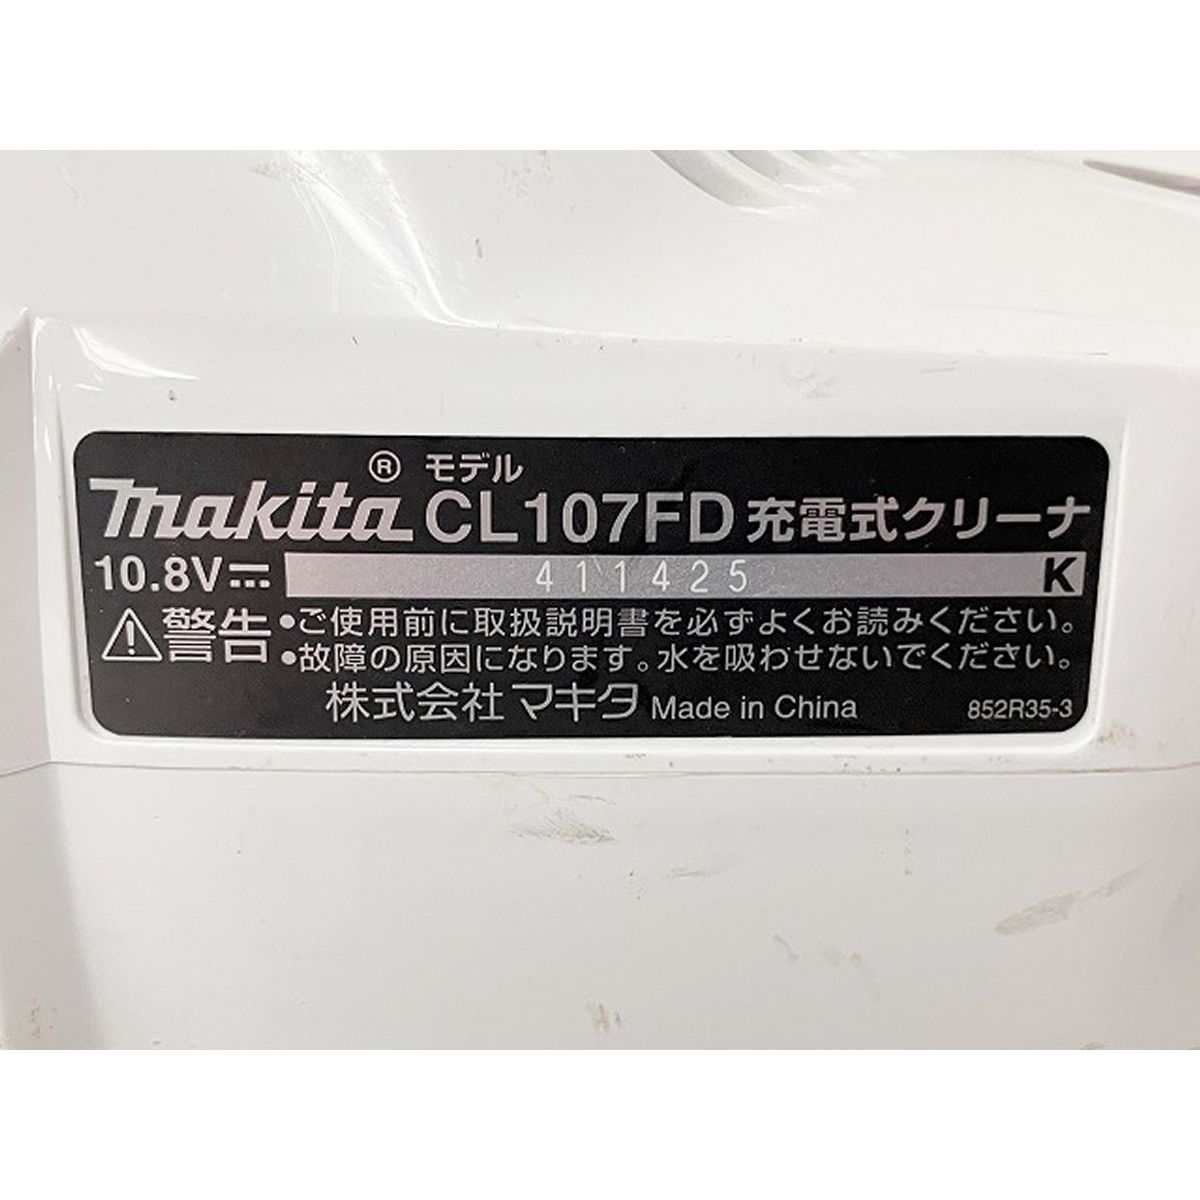 makita® モデル CL107FD 充電式クリーナ
10.8V⎓ 411425 K
⚠警告 •ご使用前に取扱説明書を必ずよくお読みください。
•故障の原因になります。水を吸わせないでください。
株式会社マキタ Made in China 852R35-3